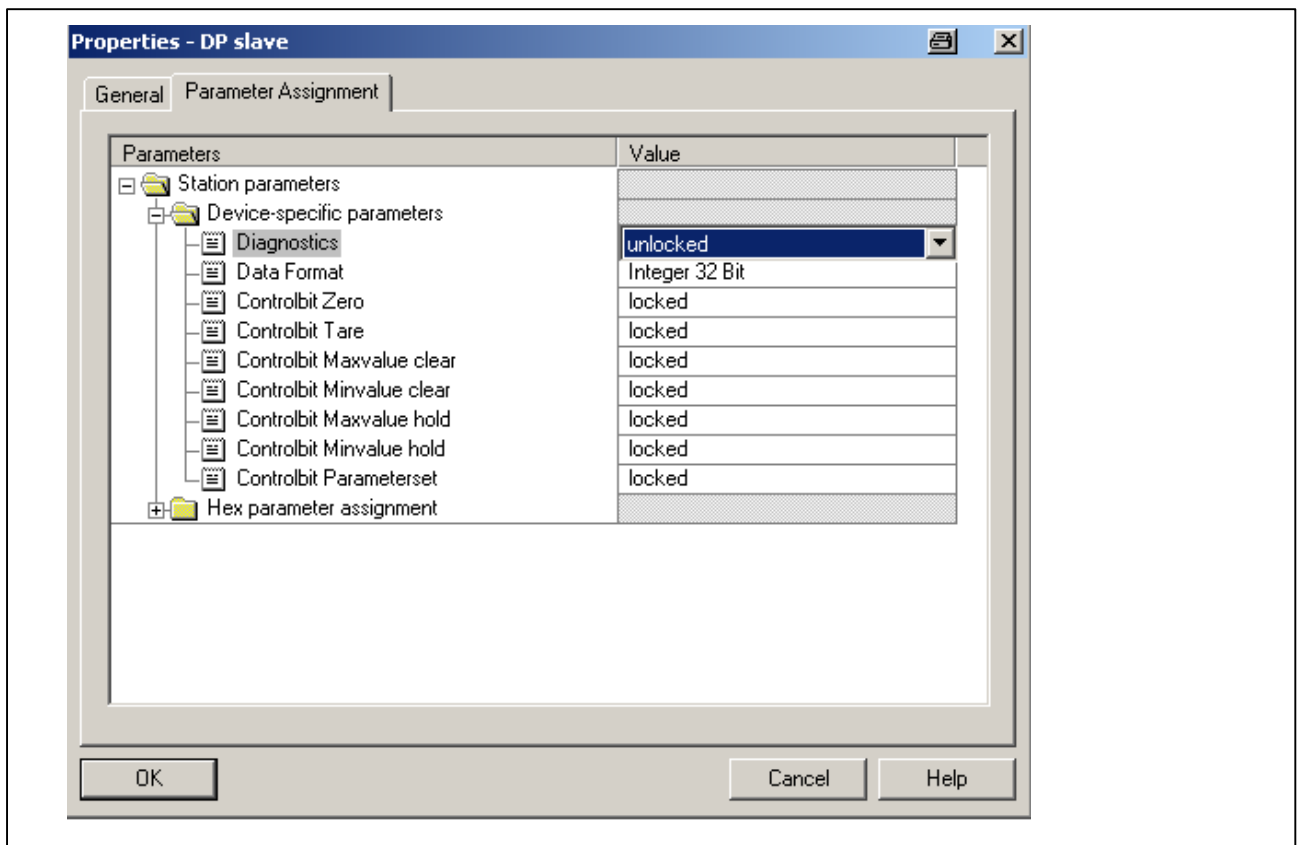 Properties - DP slave
General Parameter Assignment
Parameters Value
Station parameters
Device-specific parameters
Diagnostics unlocked
Data Format Integer 32 Bit
Controlbit Zero locked
Controlbit Tare locked
Controlbit Maxvalue clear locked
Controlbit Minvalue clear locked
Controlbit Maxvalue hold locked
Controlbit Minvalue hold locked
Controlbit Parameterset locked
Hex parameter assignment
OK Cancel Help